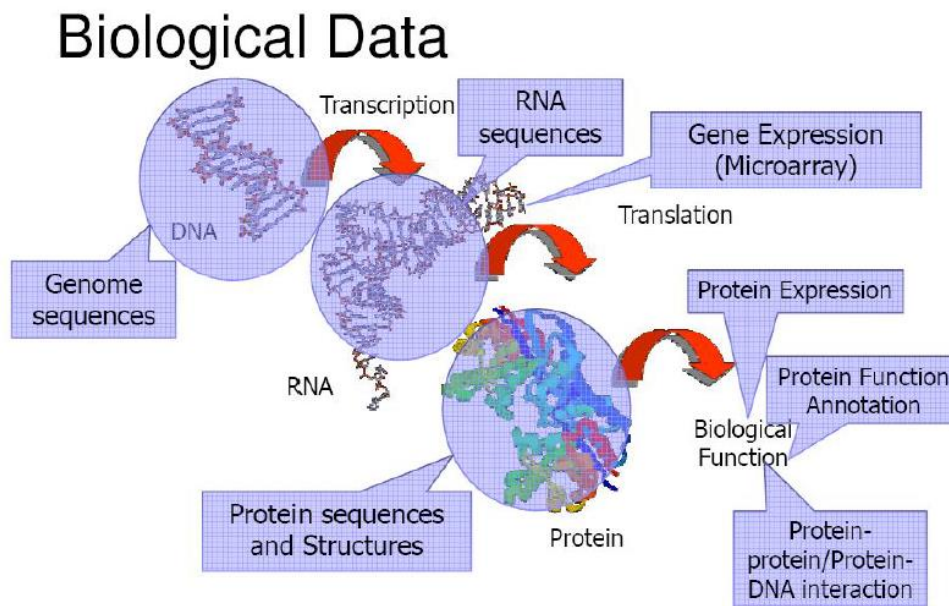 Biological Data
Transcription
RNA
sequences
Gene Expression
(Microarray)
DNA
Translation
Genome
sequences
Protein Expression
RNA
Protein Function
Annotation
Biological
Function
Protein sequences
and Structures
Protein
Protein-
protein/Protein-
DNA interaction